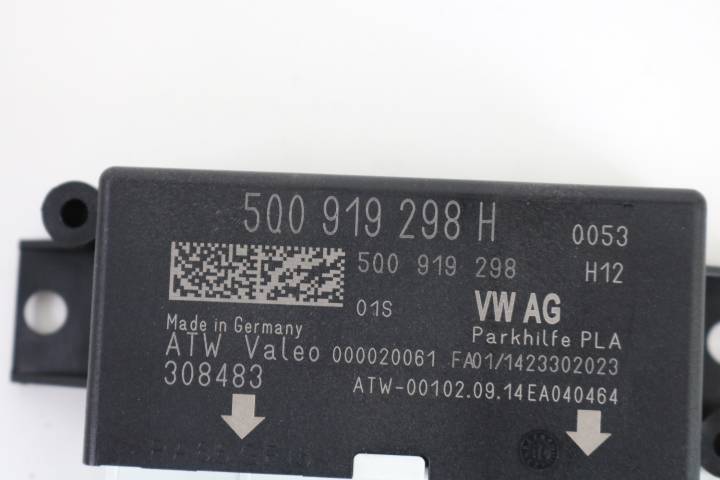 5Q0 919 298 H 0053
5Q0 919 298 H12
01S VW AG
Made in Germany Parkhilfe PLA
ATW Valeo 000020061 FA01/1423302023
308483 ATW-00102.09.14EA040464